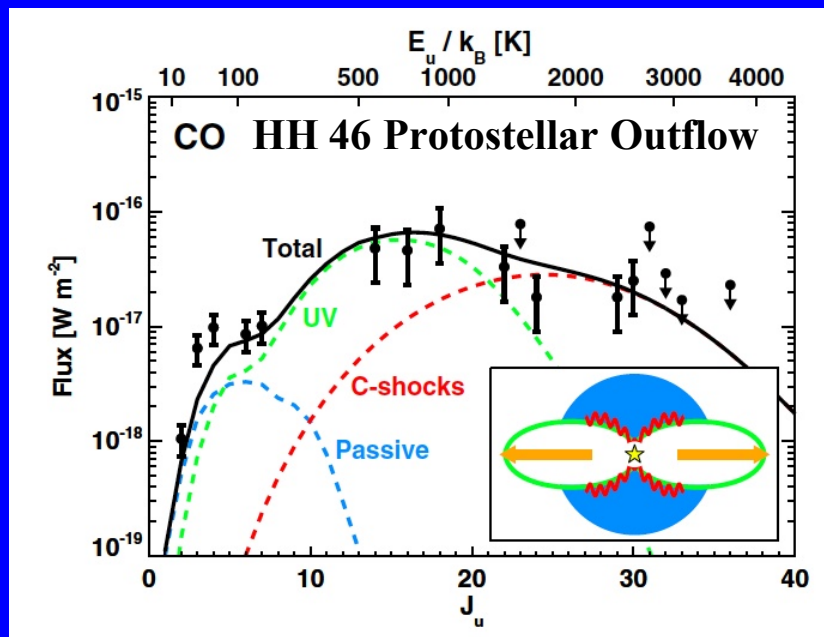 E_u / k_B [K]
10 100 500 1000 2000 3000 4000
10^-15
CO HH 46 Protostellar Outflow
10^-16
Total
UV
10^-17
C-shocks
Passive
10^-18
10^-19
Flux [W m^-2]
0 10 20 30 40
J_u